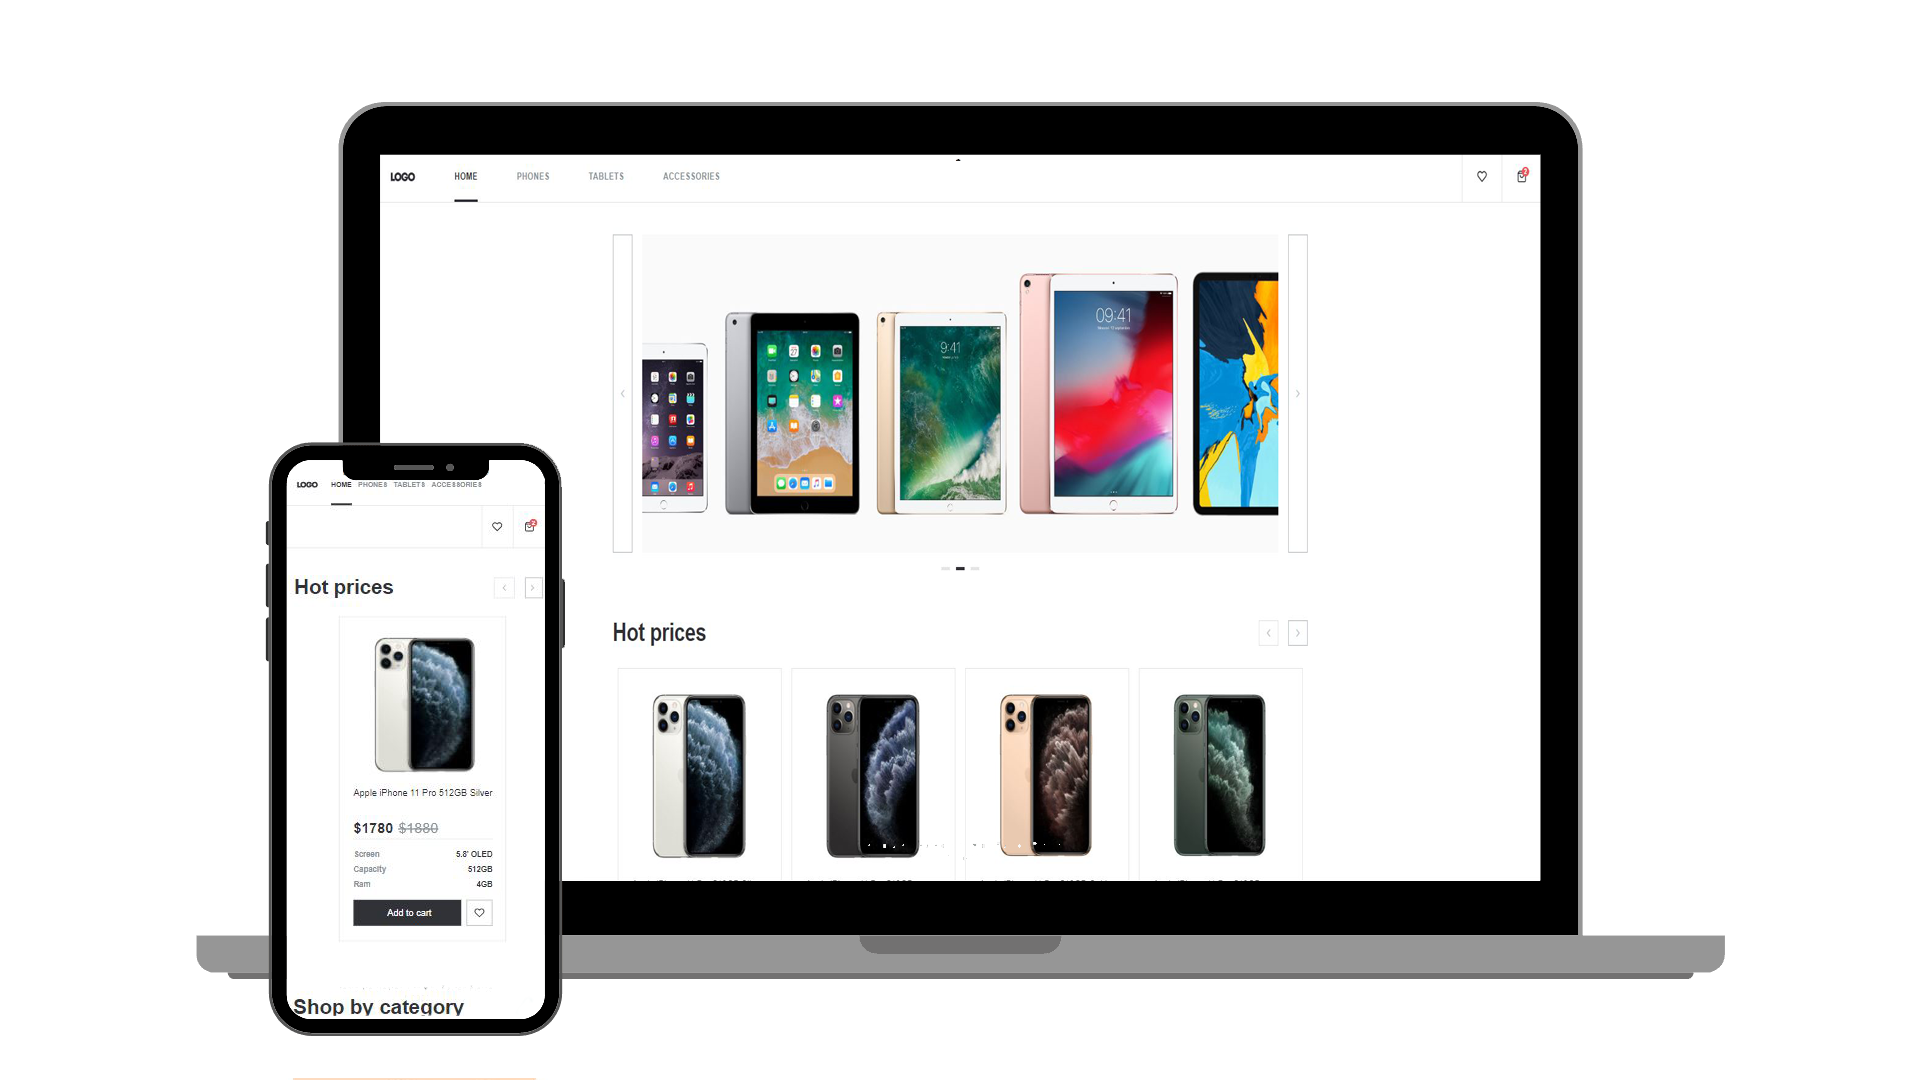 LOGO HOME PHONES TABLETS ACCESSORIES
2
9:41
09:41
Hot prices
LOGO HOME PHONES TABLETS ACCESSORIES
2
Hot prices
Apple iPhone 11 Pro 512GB Silver
$1780 $1880
Screen 5.8' OLED
Capacity 512GB
Ram 4GB
Add to cart
Shop by category